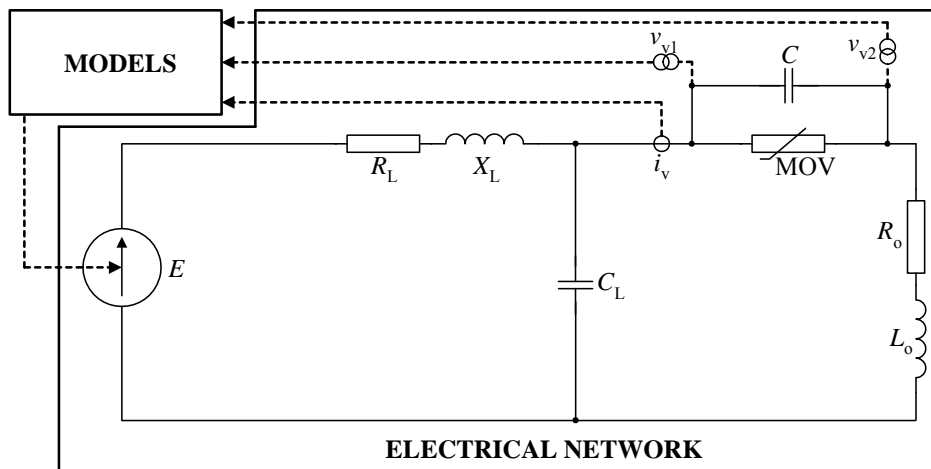 MODELS
v_v1
v_v2
C
R_L
X_L
i_v
MOV
R_o
E
C_L
L_o
ELECTRICAL NETWORK